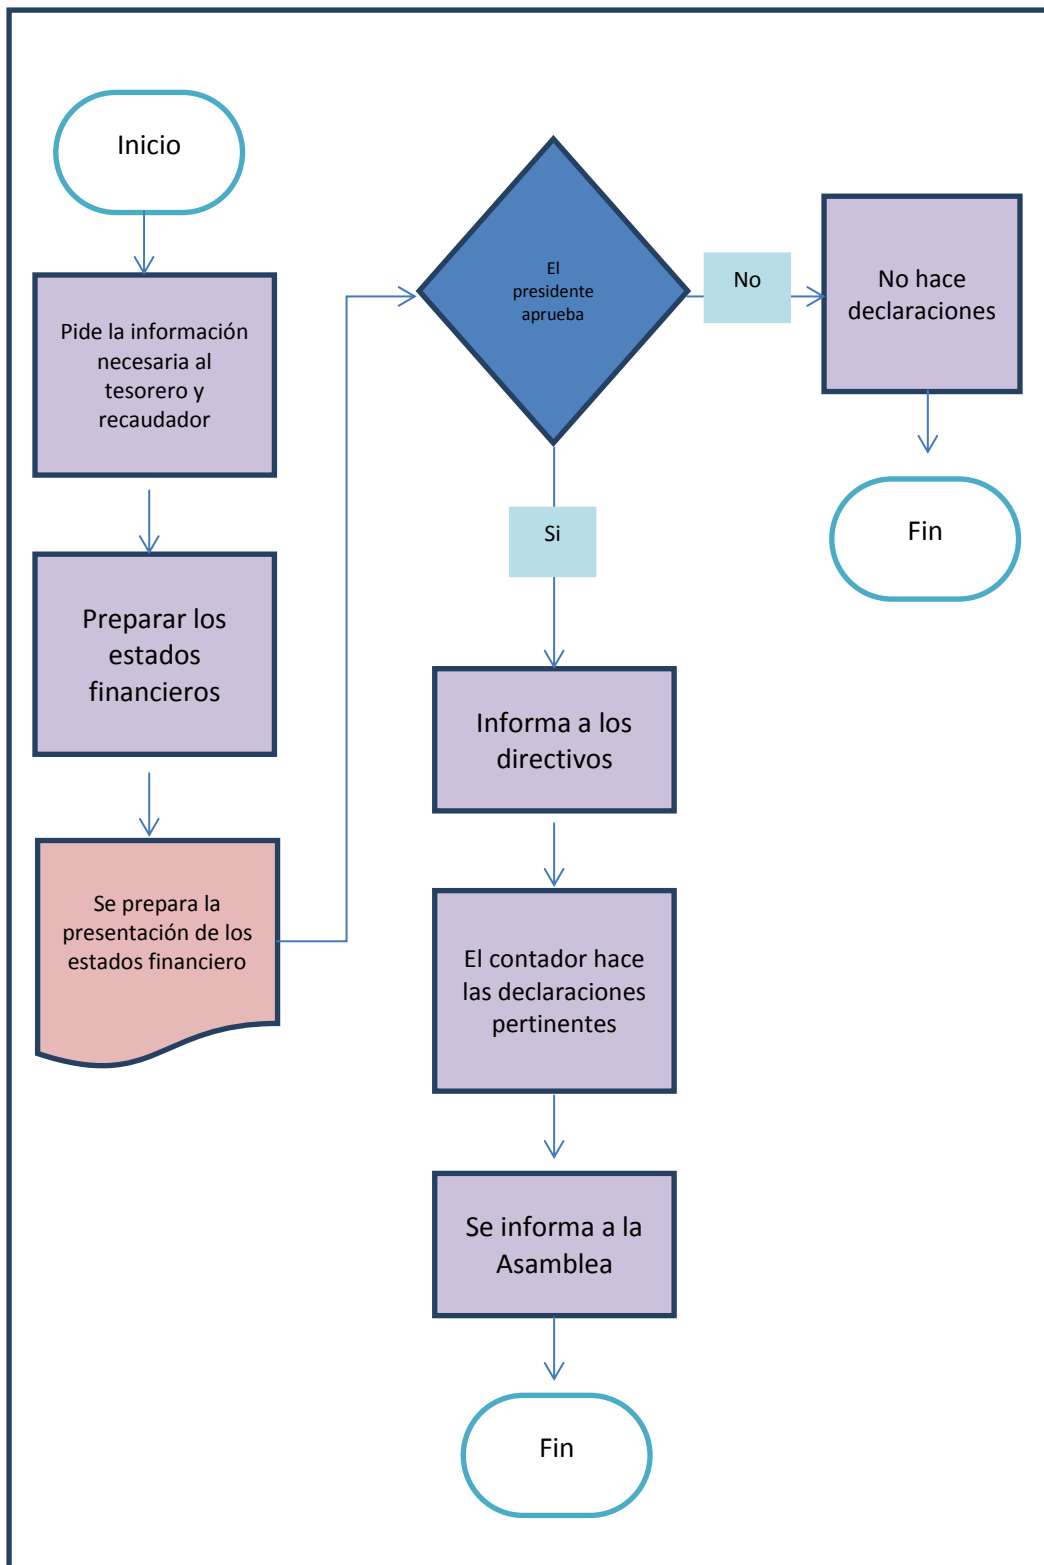 Inicio
Pide la información
necesaria al
tesorero y
recaudador
Preparar los
estados
financieros
Se prepara la
presentación de los
estados financiero
El
presidente
aprueba
No
No hace
declaraciones
Fin
Si
Informa a los
directivos
El contador hace
las declaraciones
pertinentes
Se informa a la
Asamblea
Fin